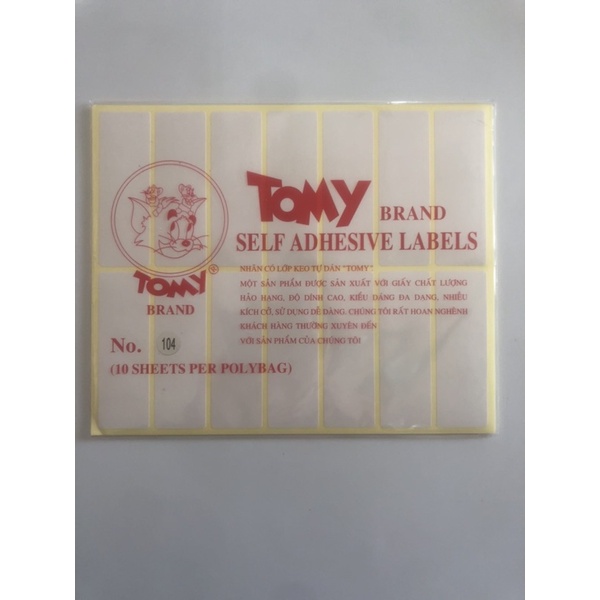 TOMY BRAND
SELF ADHESIVE LABELS
NHÃN CÓ LỚP KEO TỰ DÁN "TOMY".
MỘT SẢN PHẨM ĐƯỢC SẢN XUẤT VỚI GIẤY CHẤT LƯỢNG
HẢO HẠNG, ĐỘ DÍNH CAO, KIỂU DÁNG ĐA DẠNG, NHIỀU
KÍCH CỠ, SỬ DỤNG DỄ DÀNG. CHÚNG TÔI RẤT HOAN NGHÊNH
KHÁCH HÀNG THƯỜNG XUYÊN ĐẾN
VỚI SẢN PHẨM CỦA CHÚNG TÔI
TOMY®
BRAND
No. 104
(10 SHEETS PER POLYBAG)